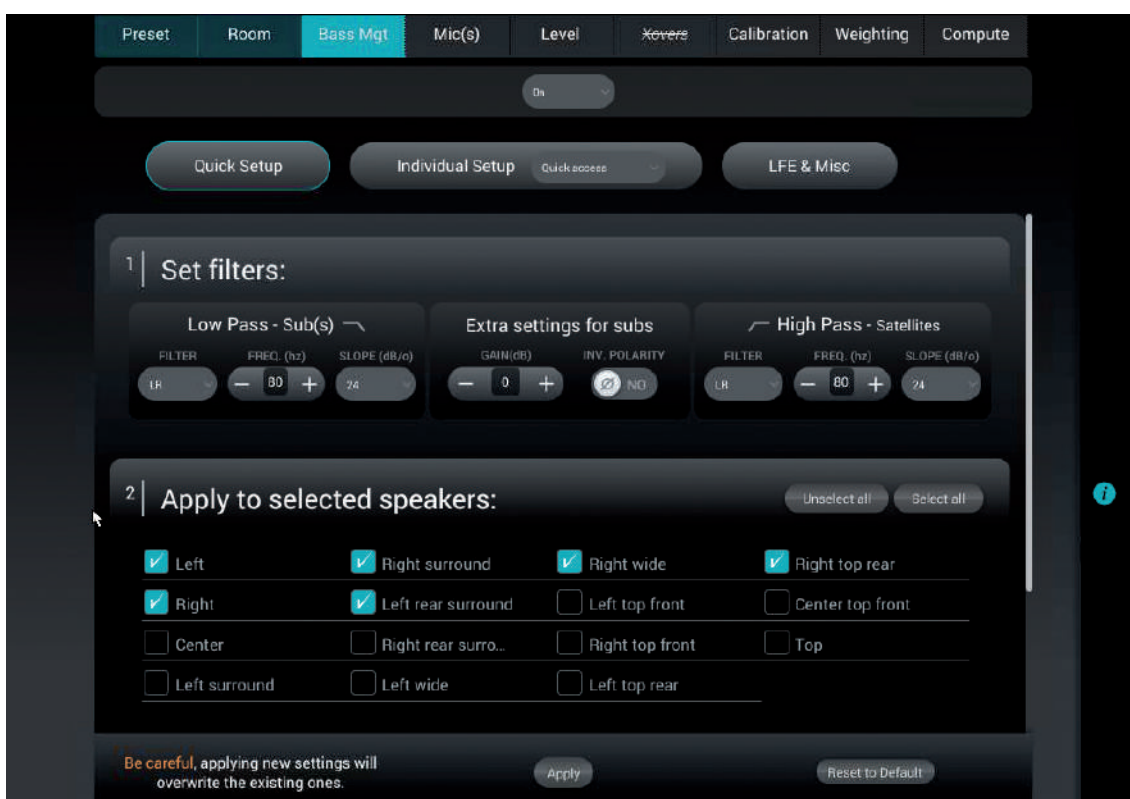 Preset Room Bass Mgt Mic(s) Level Xovers Calibration Weighting Compute
On
Quick Setup Individual Setup Quick access LFE & Misc
1 Set filters:
Low Pass - Sub(s) Extra settings for subs High Pass - Satellites
FILTER FREQ. (hz) SLOPE (dB/o) GAIN(dB) INV. POLARITY FILTER FREQ. (hz) SLOPE (dB/o)
LR − 80 + 24 − 0 + Ø NO LR − 80 + 24
2 Apply to selected speakers: Unselect all Select all
Left Right surround Right wide Right top rear
Right Left rear surround Left top front Center top front
Center Right rear surro... Right top front Top
Left surround Left wide Left top rear
Be careful, applying new settings will
overwrite the existing ones.
Apply Reset to Default
i